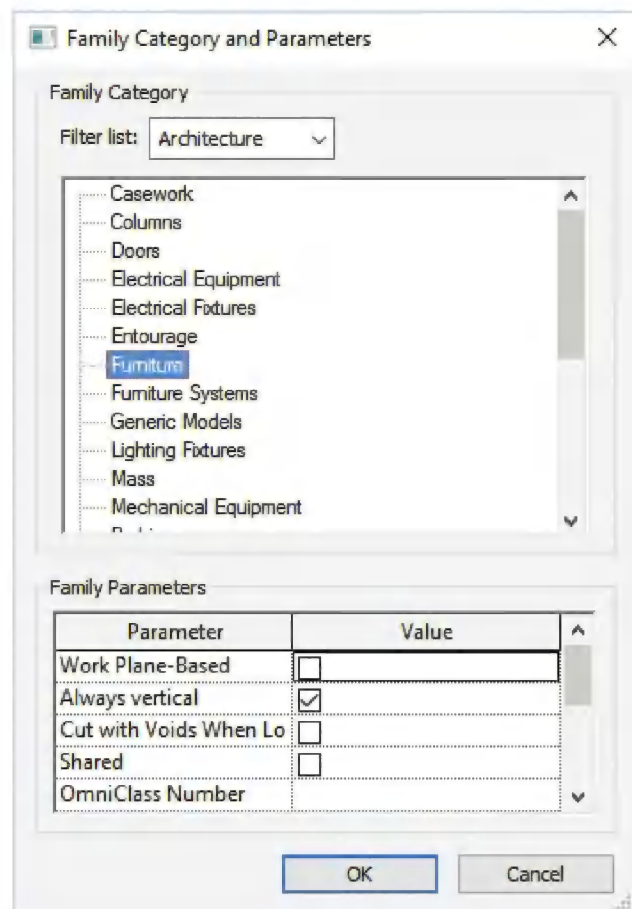 Family Category and Parameters
Family Category
Filter list: Architecture
Casework
Columns
Doors
Electrical Equipment
Electrical Fixtures
Entourage
Furniture
Furniture Systems
Generic Models
Lighting Fixtures
Mass
Mechanical Equipment
Family Parameters
Parameter Value
Work Plane-Based
Always vertical
Cut with Voids When Lo
Shared
OmniClass Number
OK Cancel